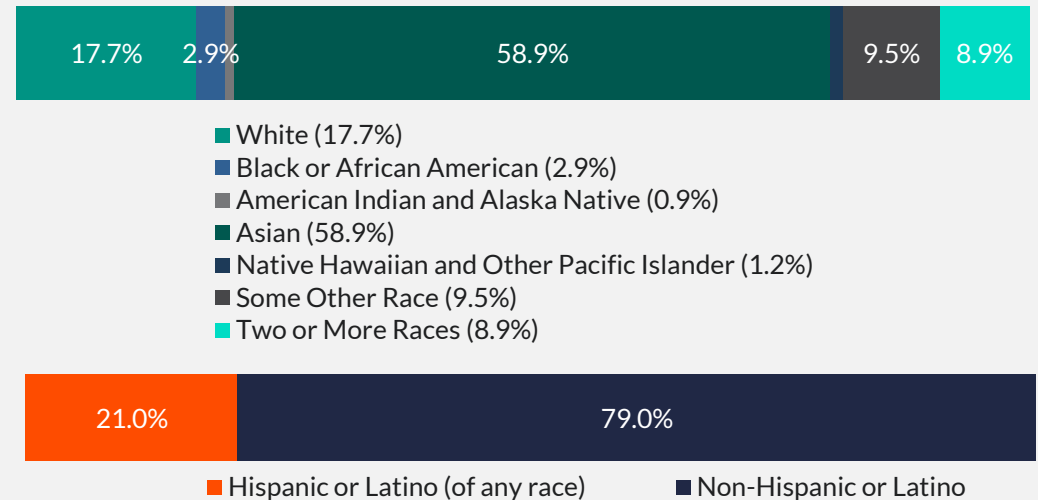 17.7% 2.9% 58.9% 9.5% 8.9%
White (17.7%)
Black or African American (2.9%)
American Indian and Alaska Native (0.9%)
Asian (58.9%)
Native Hawaiian and Other Pacific Islander (1.2%)
Some Other Race (9.5%)
Two or More Races (8.9%)
21.0% 79.0%
Hispanic or Latino (of any race) Non-Hispanic or Latino